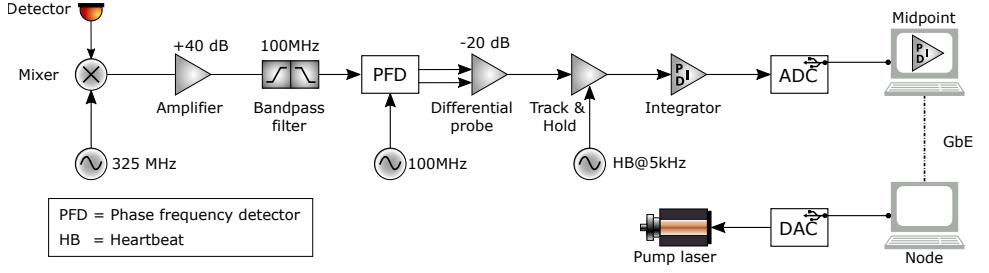 Detector
Mixer
325 MHz
+40 dB
Amplifier
100MHz
Bandpass
filter
PFD
100MHz
-20 dB
Differential
probe
Track &
Hold
HB@5kHz
P I
D
Integrator
ADC
Midpoint
P I
D
GbE
Node
DAC
Pump laser
PFD = Phase frequency detector
HB = Heartbeat